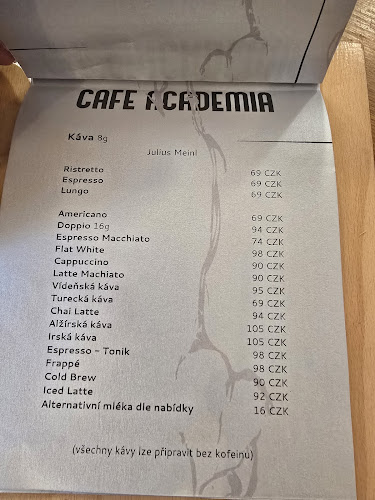 CAFE ACADEMIA
Káva 8g
Julius Meinl
Ristretto 69 CZK
Espresso 69 CZK
Lungo 69 CZK
Americano 69 CZK
Doppio 16g 94 CZK
Espresso Macchiato 74 CZK
Flat White 98 CZK
Cappuccino 90 CZK
Latte Machiato 90 CZK
Vídeňská káva 95 CZK
Turecká káva 69 CZK
Chai Latte 94 CZK
Alžírská káva 105 CZK
Irská káva 105 CZK
Espresso - Tonik 98 CZK
Frappé 98 CZK
Cold Brew 90 CZK
Iced Latte 92 CZK
Alternativní mléka dle nabídky 16 CZK
(všechny kávy lze připravit bez kofeinu)